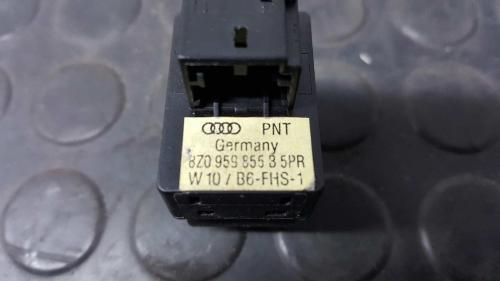 PNT
Germany
8Z0 959 855 3 5PR
W 10 / B6-FHS-1